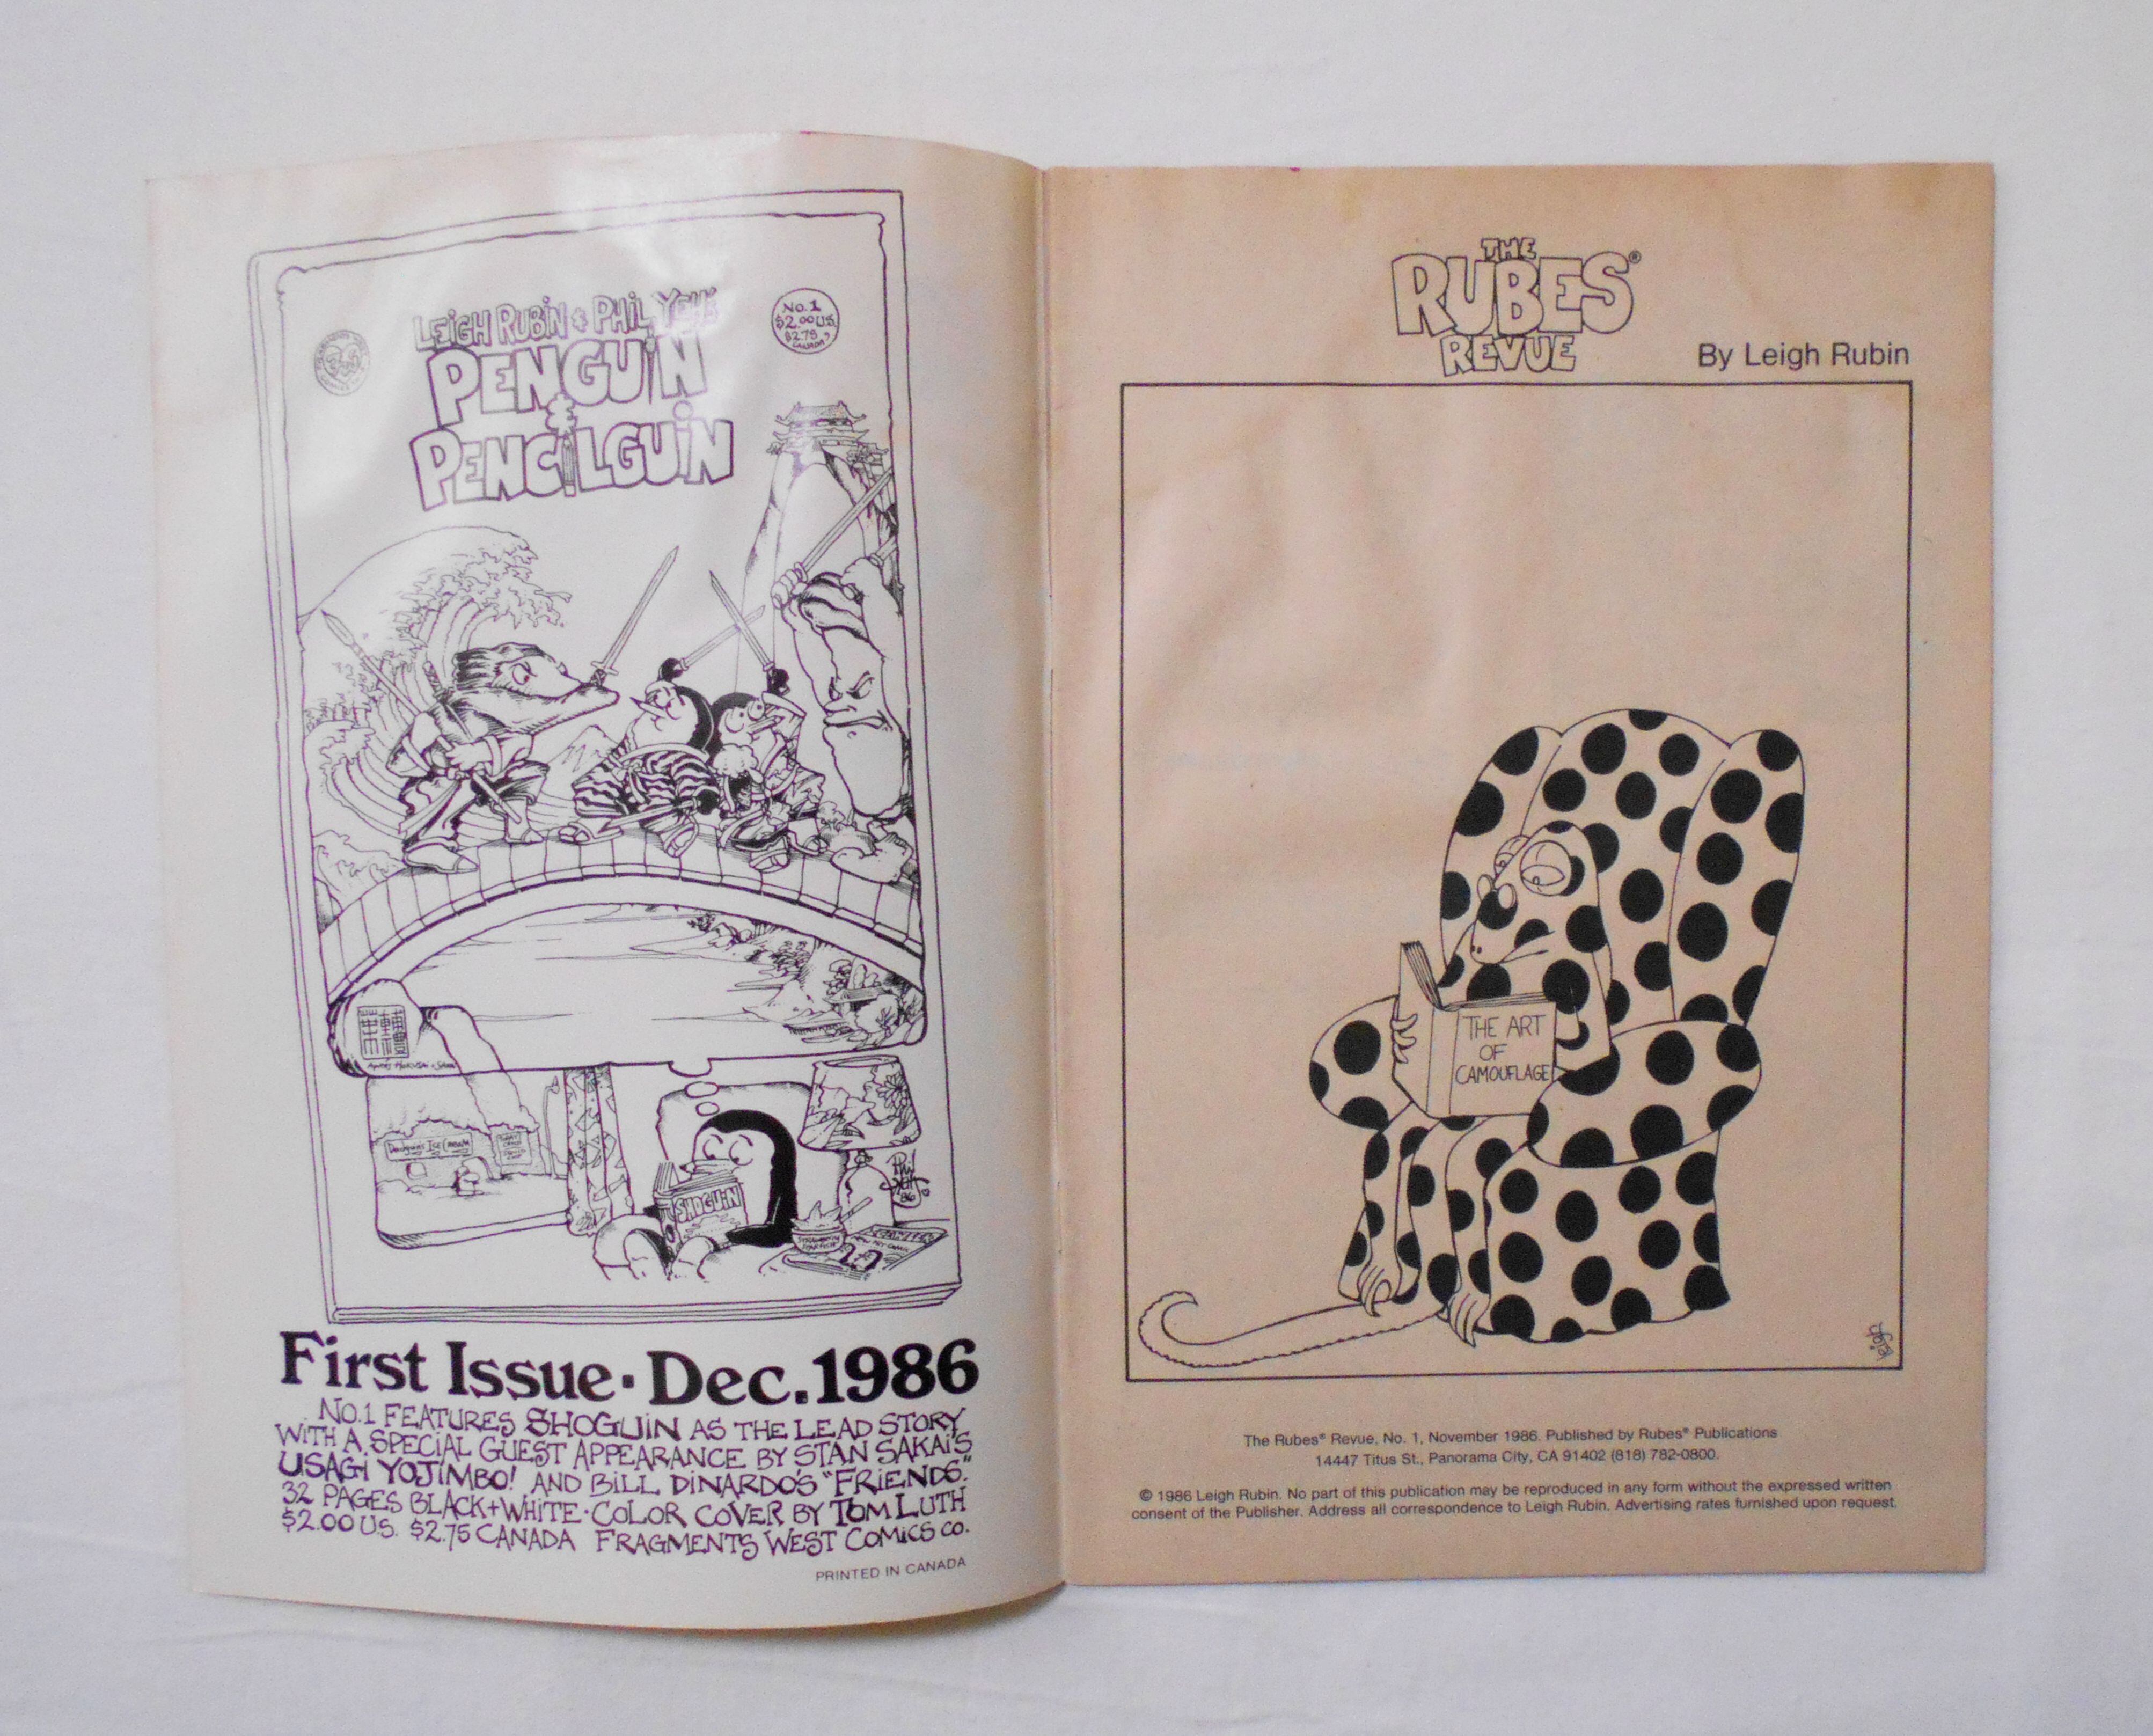 LEIGH RUBIN & PHIL YEH'S
PENGUIN
&
PENCILGUIN
No.1
$2.00 U.S.
$2.75
CANADA
SHOGUIN
Phil
Yeh
86
First Issue • Dec. 1986
NO.1 FEATURES SHOGUIN AS THE LEAD STORY
WITH A SPECIAL GUEST APPEARANCE BY STAN SAKAI'S
USAGI YOJIMBO! AND BILL DINARDO'S "FRIENDS."
32 PAGES BLACK + WHITE • COLOR COVER BY TOM LUTH
$2.00 US. $2.75 CANADA FRAGMENTS WEST COMICS CO.
PRINTED IN CANADA
THE
RUBES®
REVUE
By Leigh Rubin
THE ART
OF
CAMOUFLAGE
Leigh
The Rubes® Revue, No. 1, November 1986. Published by Rubes® Publications
14447 Titus St., Panorama City, CA 91402 (818) 782-0800.
© 1986 Leigh Rubin. No part of this publication may be reproduced in any form without the expressed written
consent of the Publisher. Address all correspondence to Leigh Rubin. Advertising rates furnished upon request.